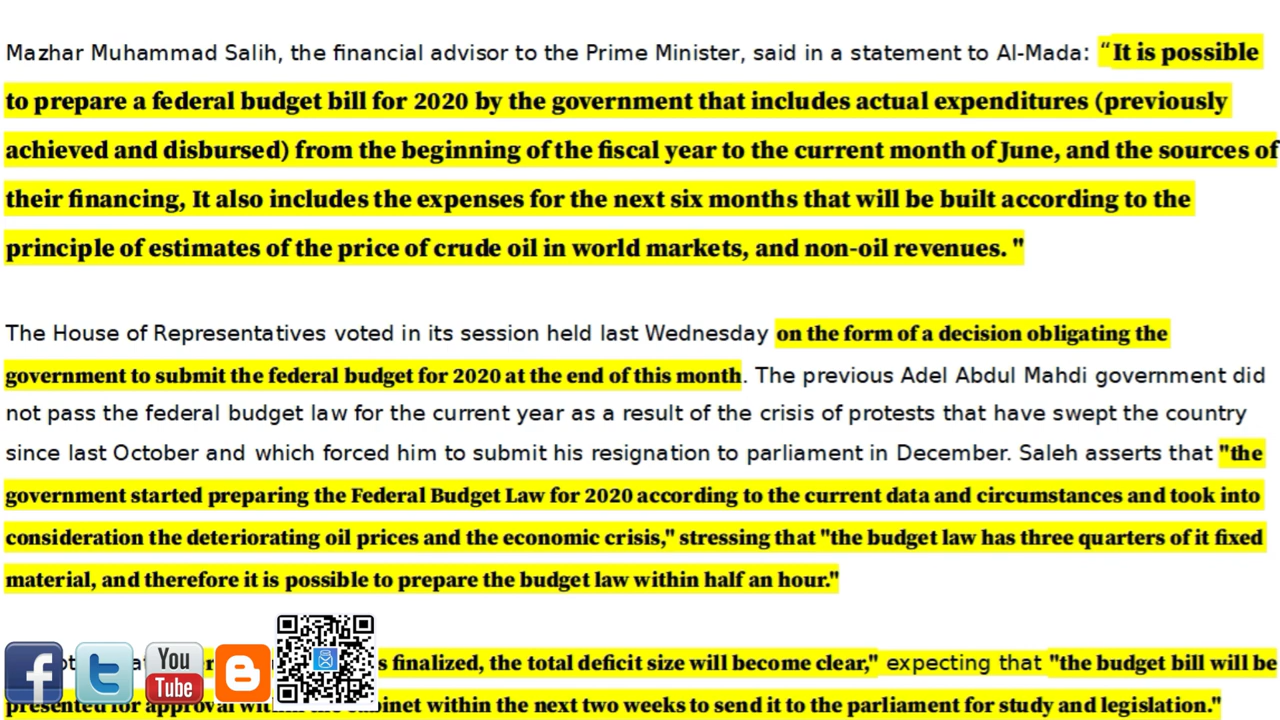 Mazhar Muhammad Salih, the financial advisor to the Prime Minister, said in a statement to Al-Mada: “It is possible
to prepare a federal budget bill for 2020 by the government that includes actual expenditures (previously
achieved and disbursed) from the beginning of the fiscal year to the current month of June, and the sources of
their financing, It also includes the expenses for the next six months that will be built according to the
principle of estimates of the price of crude oil in world markets, and non-oil revenues. "
The House of Representatives voted in its session held last Wednesday on the form of a decision obligating the
government to submit the federal budget for 2020 at the end of this month. The previous Adel Abdul Mahdi government did
not pass the federal budget law for the current year as a result of the crisis of protests that have swept the country
since last October and which forced him to submit his resignation to parliament in December. Saleh asserts that "the
government started preparing the Federal Budget Law for 2020 according to the current data and circumstances and took into
consideration the deteriorating oil prices and the economic crisis," stressing that "the budget law has three quarters of it fixed
material, and therefore it is possible to prepare the budget law within half an hour."
finalized, the total deficit size will become clear," expecting that "the budget bill will be
presented for approval within the next two weeks to send it to the parliament for study and legislation."
You
Tube